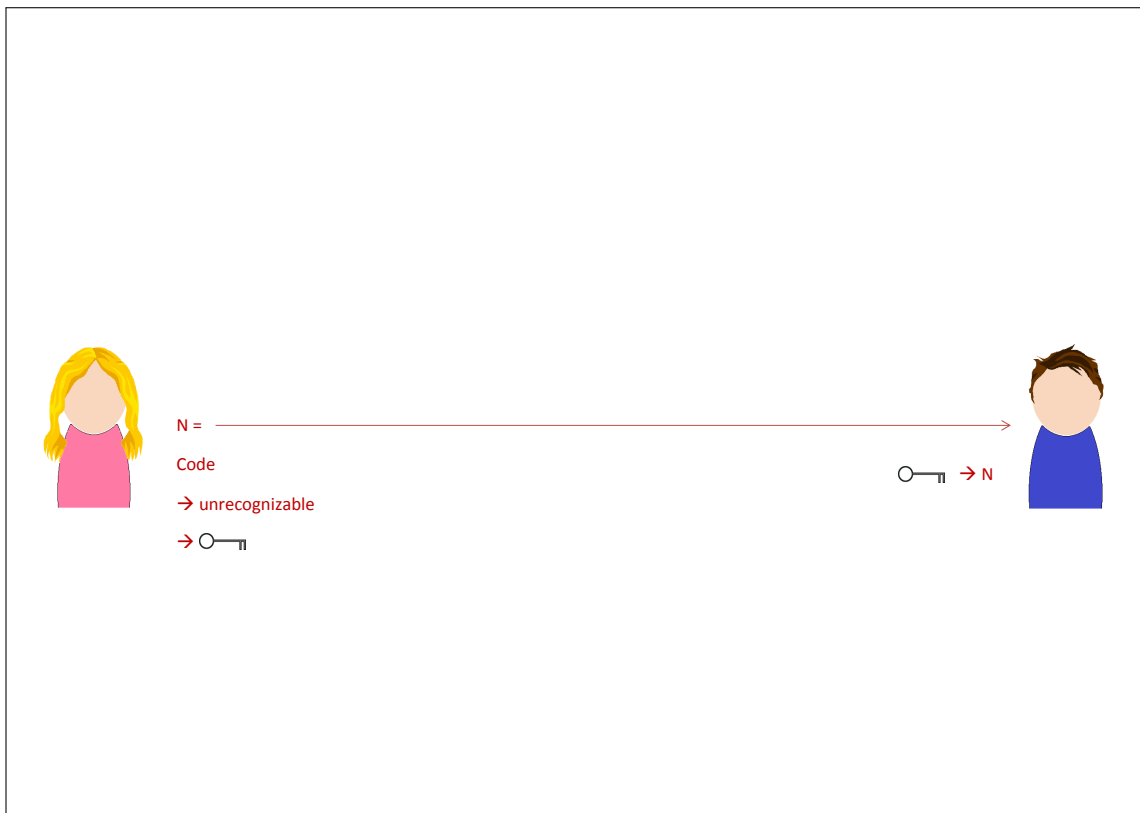 N =
Code
→ unrecognizable
→
→ N